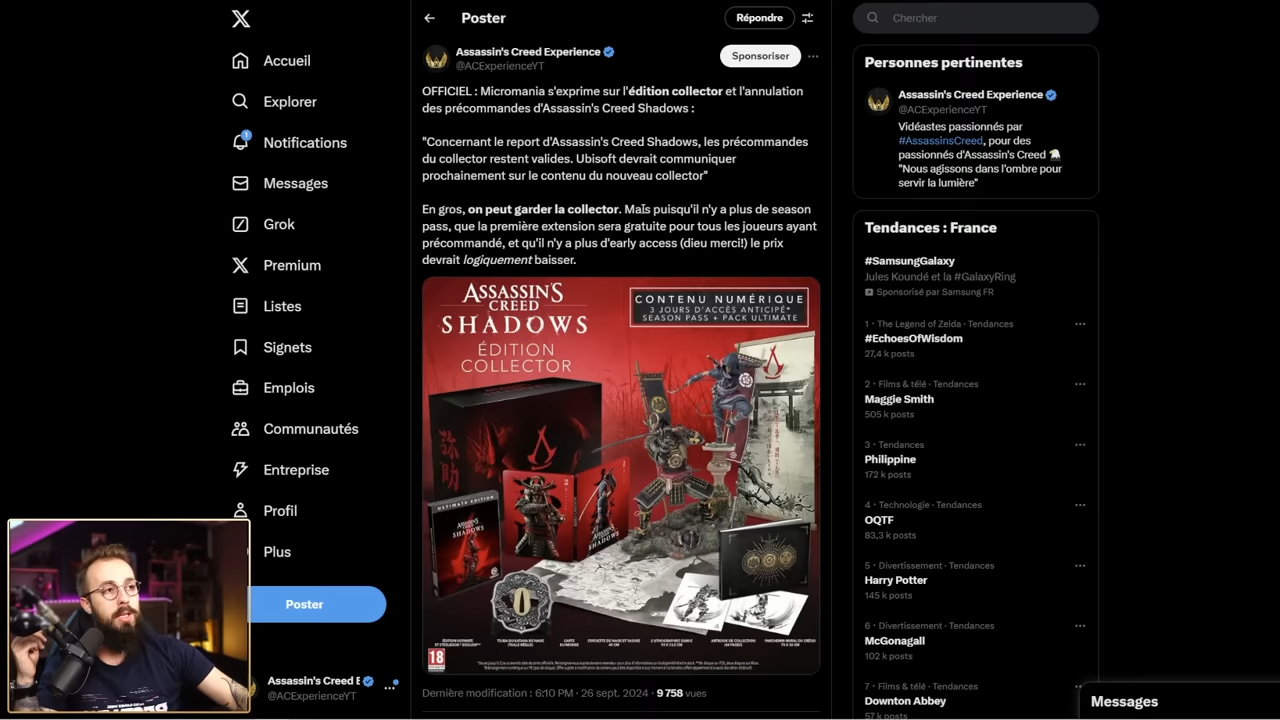 Accueil
Explorer
1
Notifications
Messages
Grok
Premium
Listes
Signets
Emplois
Communautés
Entreprise
Profil
Plus
Poster
Assassin's Creed E
@ACExperienceYT
Poster
Répondre
Assassin's Creed Experience
@ACExperienceYT
Sponsoriser
OFFICIEL : Micromania s'exprime sur l'édition collector et l'annulation
des précommandes d'Assassin's Creed Shadows :
"Concernant le report d'Assassin's Creed Shadows, les précommandes
du collector restent valides. Ubisoft devrait communiquer
prochainement sur le contenu du nouveau collector"
En gros, on peut garder la collector. MaIs puisqu'il n'y a plus de season
pass, que la première extension sera gratuite pour tous les joueurs ayant
précommandé, et qu'il n'y a plus d'early access (dieu merci!) le prix
devrait logiquement baisser.
ASSASSIN'S
CREED
SHADOWS
ÉDITION
COLLECTOR
CONTENU NUMÉRIQUE
3 JOURS D'ACCÈS ANTICIPÉ*
SEASON PASS + PACK ULTIMATE
弥助
ULTIMATE EDITION
ASSASSIN'S
CREED
SHADOWS
18
Dernière modification : 6:10 PM · 26 sept. 2024 · 9 758 vues
Chercher
Personnes pertinentes
Assassin's Creed Experience
@ACExperienceYT
Vidéastes passionnés par
#AssassinsCreed, pour des
passionnés d'Assassin's Creed
"Nous agissons dans l'ombre pour
servir la lumière"
Tendances : France
#SamsungGalaxy
Jules Koundé et la #GalaxyRing
Sponsorisé par Samsung FR
1 · The Legend of Zelda · Tendances
#EchoesOfWisdom
27,4 k posts
2 · Films & télé · Tendances
Maggie Smith
505 k posts
3 · Tendances
Philippine
172 k posts
4 · Technologie · Tendances
OQTF
83,3 k posts
5 · Divertissement · Tendances
Harry Potter
145 k posts
6 · Divertissement · Tendances
McGonagall
102 k posts
7 · Films & télé · Tendances
Downton Abbey
57 k posts
Messages